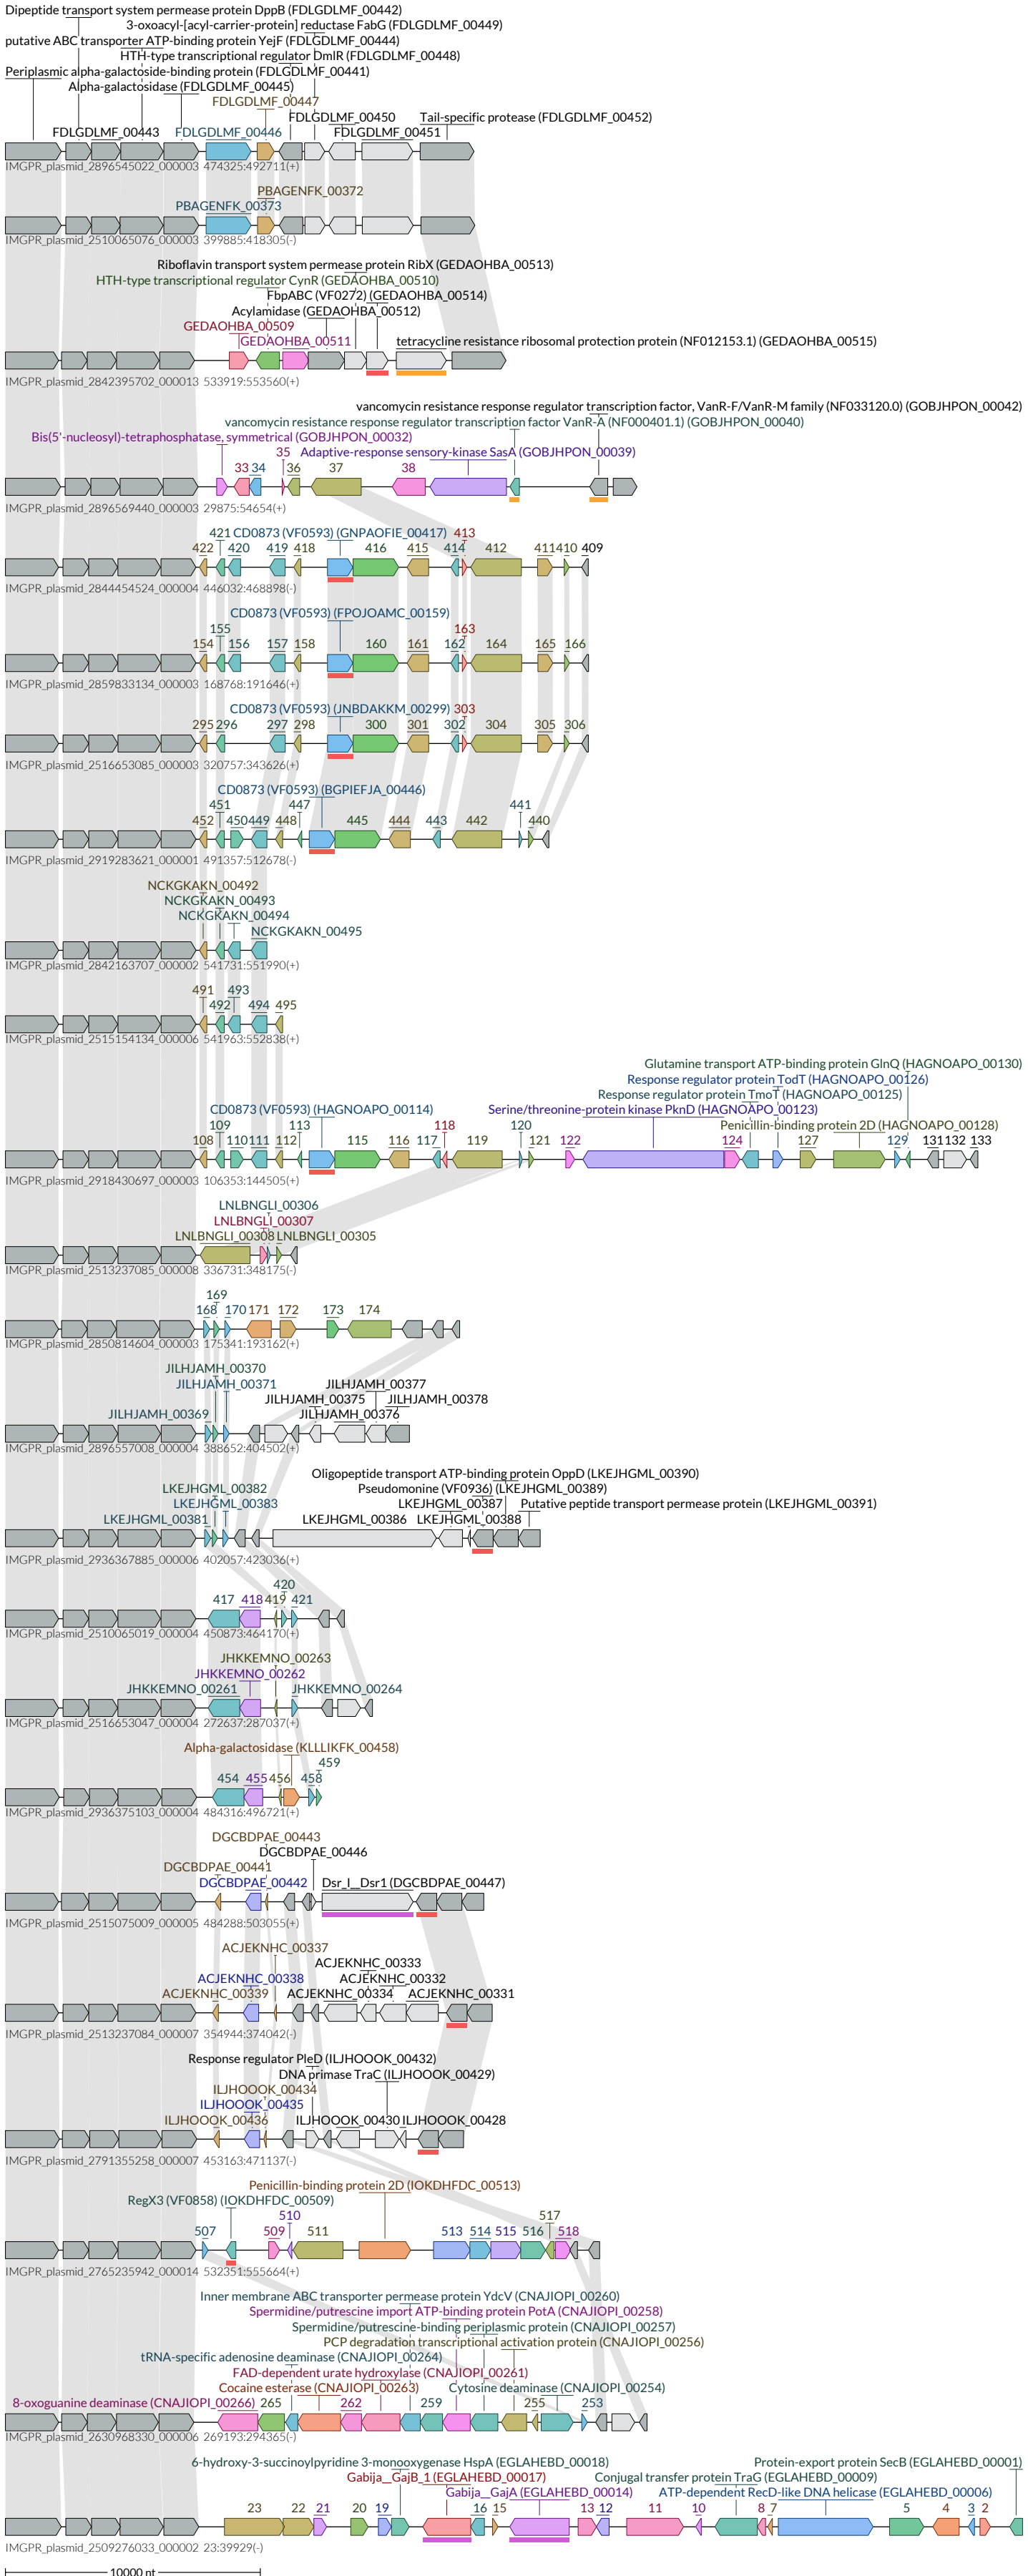 Dipeptide transport system permease protein DppB (FDLGDLMF_00442)
3-oxoacyl-[acyl-carrier-protein] reductase FabG (FDLGDLMF_00449)
putative ABC transporter ATP-binding protein YejF (FDLGDLMF_00444)
HTH-type transcriptional regulator DmlR (FDLGDLMF_00448)
Periplasmic alpha-galactoside-binding protein (FDLGDLMF_00441)
Alpha-galactosidase (FDLGDLMF_00445)
FDLGDLMF_00447
FDLGDLMF_00450 Tail-specific protease (FDLGDLMF_00452)
FDLGDLMF_00443 FDLGDLMF_00446 FDLGDLMF_00451
IMGPR_plasmid_2896545022_000003 474325:492711(+)
PBAGENFK_00372
PBAGENFK_00373
IMGPR_plasmid_2510065076_000003 399885:418305(-)
Riboflavin transport system permease protein RibX (GEDAOHBA_00513)
HTH-type transcriptional regulator CynR (GEDAOHBA_00510)
FbpABC (VF0272) (GEDAOHBA_00514)
Acylamidase (GEDAOHBA_00512)
GEDAOHBA_00509
GEDAOHBA_00511 tetracycline resistance ribosomal protection protein (NF012153.1) (GEDAOHBA_00515)
IMGPR_plasmid_2842395702_000013 533919:553560(+)
vancomycin resistance response regulator transcription factor, VanR-F/VanR-M family (NF033120.0) (GOBJHPON_00042)
vancomycin resistance response regulator transcription factor VanR-A (NF000401.1) (GOBJHPON_00040)
Bis(5'-nucleosyl)-tetraphosphatase, symmetrical (GOBJHPON_00032)
35 Adaptive-response sensory-kinase SasA (GOBJHPON_00039)
33 34 36 37 38
IMGPR_plasmid_2896569440_000003 29875:54654(+)
421 CD0873 (VF0593) (GNPAOFIE_00417) 413
422 420 419 418 416 415 414 412 411 410 409
IMGPR_plasmid_2844454524_000004 446032:468898(-)
CD0873 (VF0593) (FPOJOAMC_00159)
155 163
154 156 157 158 160 161 162 164 165 166
IMGPR_plasmid_2859833134_000003 168768:191646(+)
CD0873 (VF0593) (JNBDAKKM_00299) 303
295 296 297 298 300 301 302 304 305 306
IMGPR_plasmid_2516653085_000003 320757:343626(+)
CD0873 (VF0593) (BGPIEFJA_00446)
451 447 441
452 450 449 448 445 444 443 442 440
IMGPR_plasmid_2919283621_000001 491357:512678(-)
NCKGKAKN_00492
NCKGKAKN_00493
NCKGKAKN_00494
NCKGKAKN_00495
IMGPR_plasmid_2842163707_000002 541731:551990(+)
491 493
492 494 495
IMGPR_plasmid_2515154134_000006 541963:552838(+)
Glutamine transport ATP-binding protein GlnQ (HAGNOAPO_00130)
Response regulator protein TodT (HAGNOAPO_00126)
Response regulator protein TmoT (HAGNOAPO_00125)
CD0873 (VF0593) (HAGNOAPO_00114) Serine/threonine-protein kinase PknD (HAGNOAPO_00123)
109 113 118 120 Penicillin-binding protein 2D (HAGNOAPO_00128)
108 110 111 112 115 116 117 119 121 122 124 127 129 131 132 133
IMGPR_plasmid_2918430697_000003 106353:144505(+)
LNLBNGLI_00306
LNLBNGLI_00307
LNLBNGLI_00308 LNLBNGLI_00305
IMGPR_plasmid_2513237085_000008 336731:348175(-)
169
168 170 171 172 173 174
IMGPR_plasmid_2850814604_000003 175341:193162(+)
JILHJAMH_00370
JILHJAMH_00371 JILHJAMH_00377
JILHJAMH_00375 JILHJAMH_00378
JILHJAMH_00369 JILHJAMH_00376
IMGPR_plasmid_2896557008_000004 388652:404502(+)
Oligopeptide transport ATP-binding protein OppD (LKEJHGML_00390)
LKEJHGML_00382 Pseudomonine (VF0936) (LKEJHGML_00389)
LKEJHGML_00383 LKEJHGML_00387 Putative peptide transport permease protein (LKEJHGML_00391)
LKEJHGML_00381 LKEJHGML_00386 LKEJHGML_00388
IMGPR_plasmid_2936367885_000006 402057:423036(+)
420
417 418 419 421
IMGPR_plasmid_2510065019_000004 450873:464170(+)
JHKKEMNO_00263
JHKKEMNO_00262
JHKKEMNO_00261 JHKKEMNO_00264
IMGPR_plasmid_2516653047_000004 272637:287037(+)
Alpha-galactosidase (KLLLIKFK_00458)
459
454 455 456 458
IMGPR_plasmid_2936375103_000004 484316:496721(+)
DGCBDPAE_00443
DGCBDPAE_00446
DGCBDPAE_00441
DGCBDPAE_00442 Dsr_I__Dsr1 (DGCBDPAE_00447)
IMGPR_plasmid_2515075009_000005 484288:503055(+)
ACJEKNHC_00337
ACJEKNHC_00333
ACJEKNHC_00338 ACJEKNHC_00332
ACJEKNHC_00339 ACJEKNHC_00334 ACJEKNHC_00331
IMGPR_plasmid_2513237084_000007 354944:374042(-)
Response regulator PleD (ILJHOOOK_00432)
DNA primase TraC (ILJHOOOK_00429)
ILJHOOOK_00434
ILJHOOOK_00435
ILJHOOOK_00436 ILJHOOOK_00430 ILJHOOOK_00428
IMGPR_plasmid_2791355258_000007 453163:471137(-)
Penicillin-binding protein 2D (IOKDHFDC_00513)
RegX3 (VF0858) (IOKDHFDC_00509)
510 517
507 509 511 513 514 515 516 518
IMGPR_plasmid_2765235942_000014 532351:555664(+)
Inner membrane ABC transporter permease protein YdcV (CNAJIOPI_00260)
Spermidine/putrescine import ATP-binding protein PotA (CNAJIOPI_00258)
Spermidine/putrescine-binding periplasmic protein (CNAJIOPI_00257)
PCP degradation transcriptional activation protein (CNAJIOPI_00256)
tRNA-specific adenosine deaminase (CNAJIOPI_00264)
FAD-dependent urate hydroxylase (CNAJIOPI_00261)
Cocaine esterase (CNAJIOPI_00263) Cytosine deaminase (CNAJIOPI_00254)
8-oxoguanine deaminase (CNAJIOPI_00266) 265 262 259 255 253
IMGPR_plasmid_2630968330_000006 269193:294365(-)
6-hydroxy-3-succinoylpyridine 3-monooxygenase HspA (EGLAHEBD_00018) Protein-export protein SecB (EGLAHEBD_00001)
Gabija__GajB_1 (EGLAHEBD_00017) Conjugal transfer protein TraG (EGLAHEBD_00009)
Gabija__GajA (EGLAHEBD_00014) ATP-dependent RecD-like DNA helicase (EGLAHEBD_00006)
23 22 21 20 19 16 15 13 12 11 10 8 7 5 4 3 2
IMGPR_plasmid_2509276033_000002 23:39929(-)
10000 nt